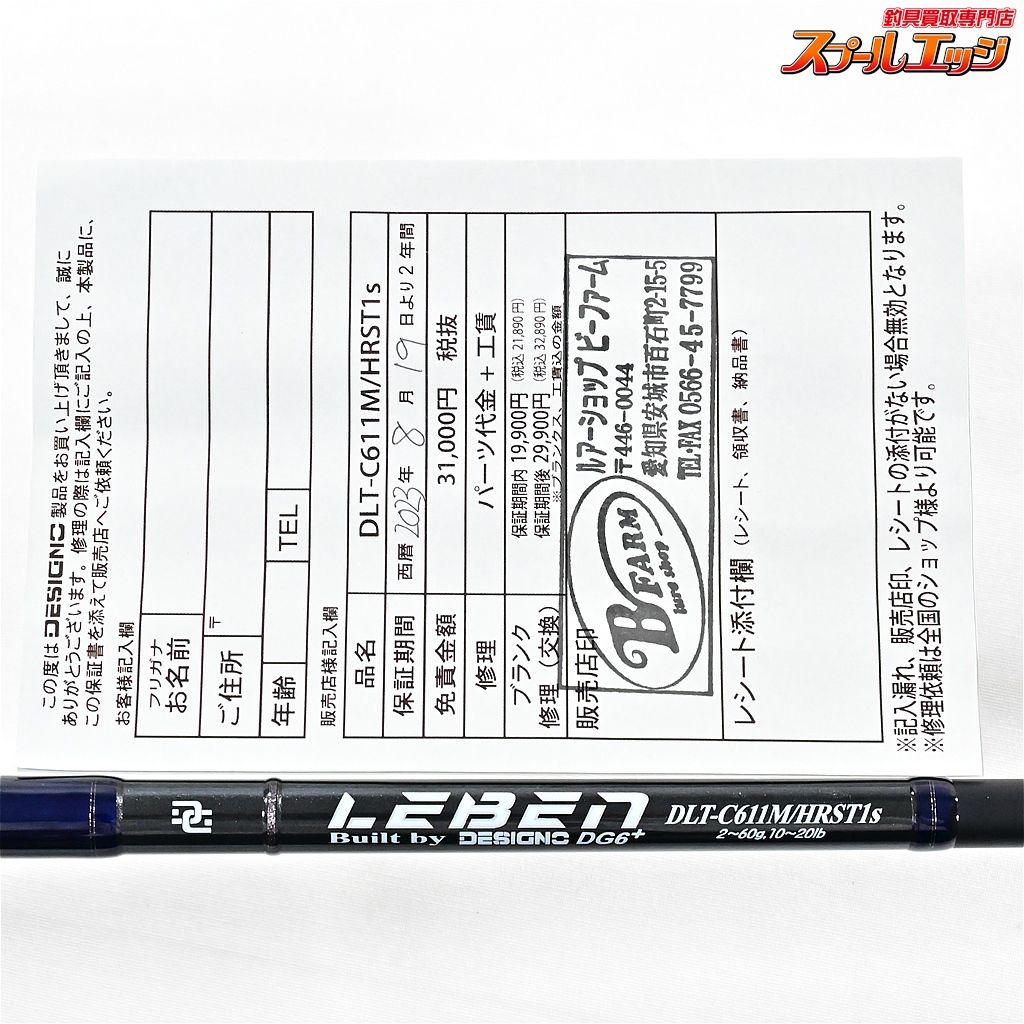 釣具買取専門店
スプールエッジ
この度は DESIGNO 製品をお買い上げ頂きまして、誠に
ありがとうございます。修理の際は記入欄にご記入の上、本製品に、
この保証書を添えて販売店へご依頼ください。
お客様記入欄
フリガナ
お名前
ご住所 〒
年齢 TEL
販売店様記入欄
品名 DLT-C611M/HRST1s
保証期間 西暦 2023 年 8 月 19 日より2年間
免責金額 31,000円 税抜
修理 パーツ代金 + 工賃
ブランク 保証期間内 19,900円 (税込 21,890円)
修理(交換) 保証期間後 29,900円 (税込 32,890円)
※ブランクス、工賃込の金額
販売店印
B FARM
lure shop
ルアーショップ ビーファーム
〒446-0044
愛知県安城市百石町2-15-5
TEL・FAX 0566-45-7799
レシート添付欄(レシート、領収書、納品書)
※記入漏れ、販売店印、レシートの添付がない場合無効となります。
※修理依頼は全国のショップ様より可能です。
LEBEN DLT-C611M/HRST1s
Built by DESIGNO DG6+ 2~60g,10~20lb